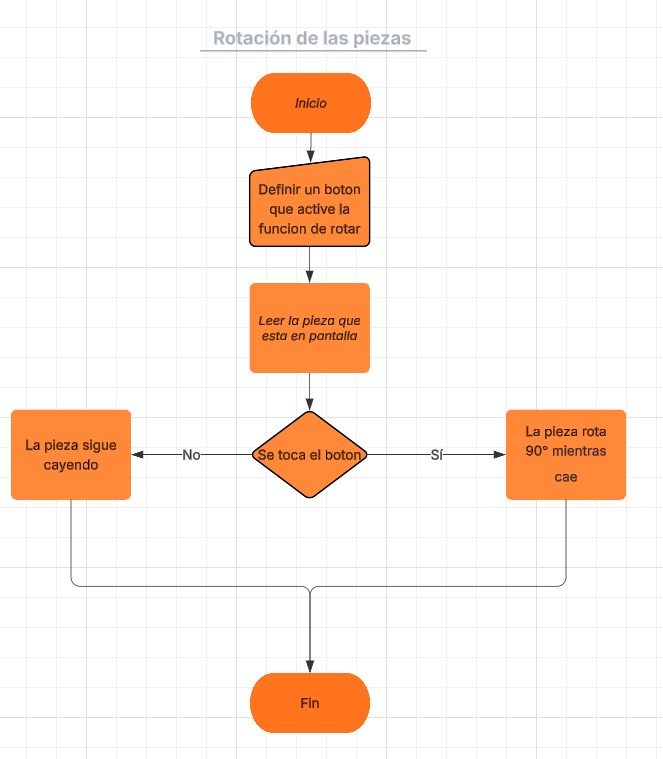 Rotación de las piezas
Inicio
Definir un boton
que active la
funcion de rotar
Leer la pieza que
esta en pantalla
La pieza sigue
cayendo
No
Se toca el boton
Sí
La pieza rota
90° mientras
cae
Fin